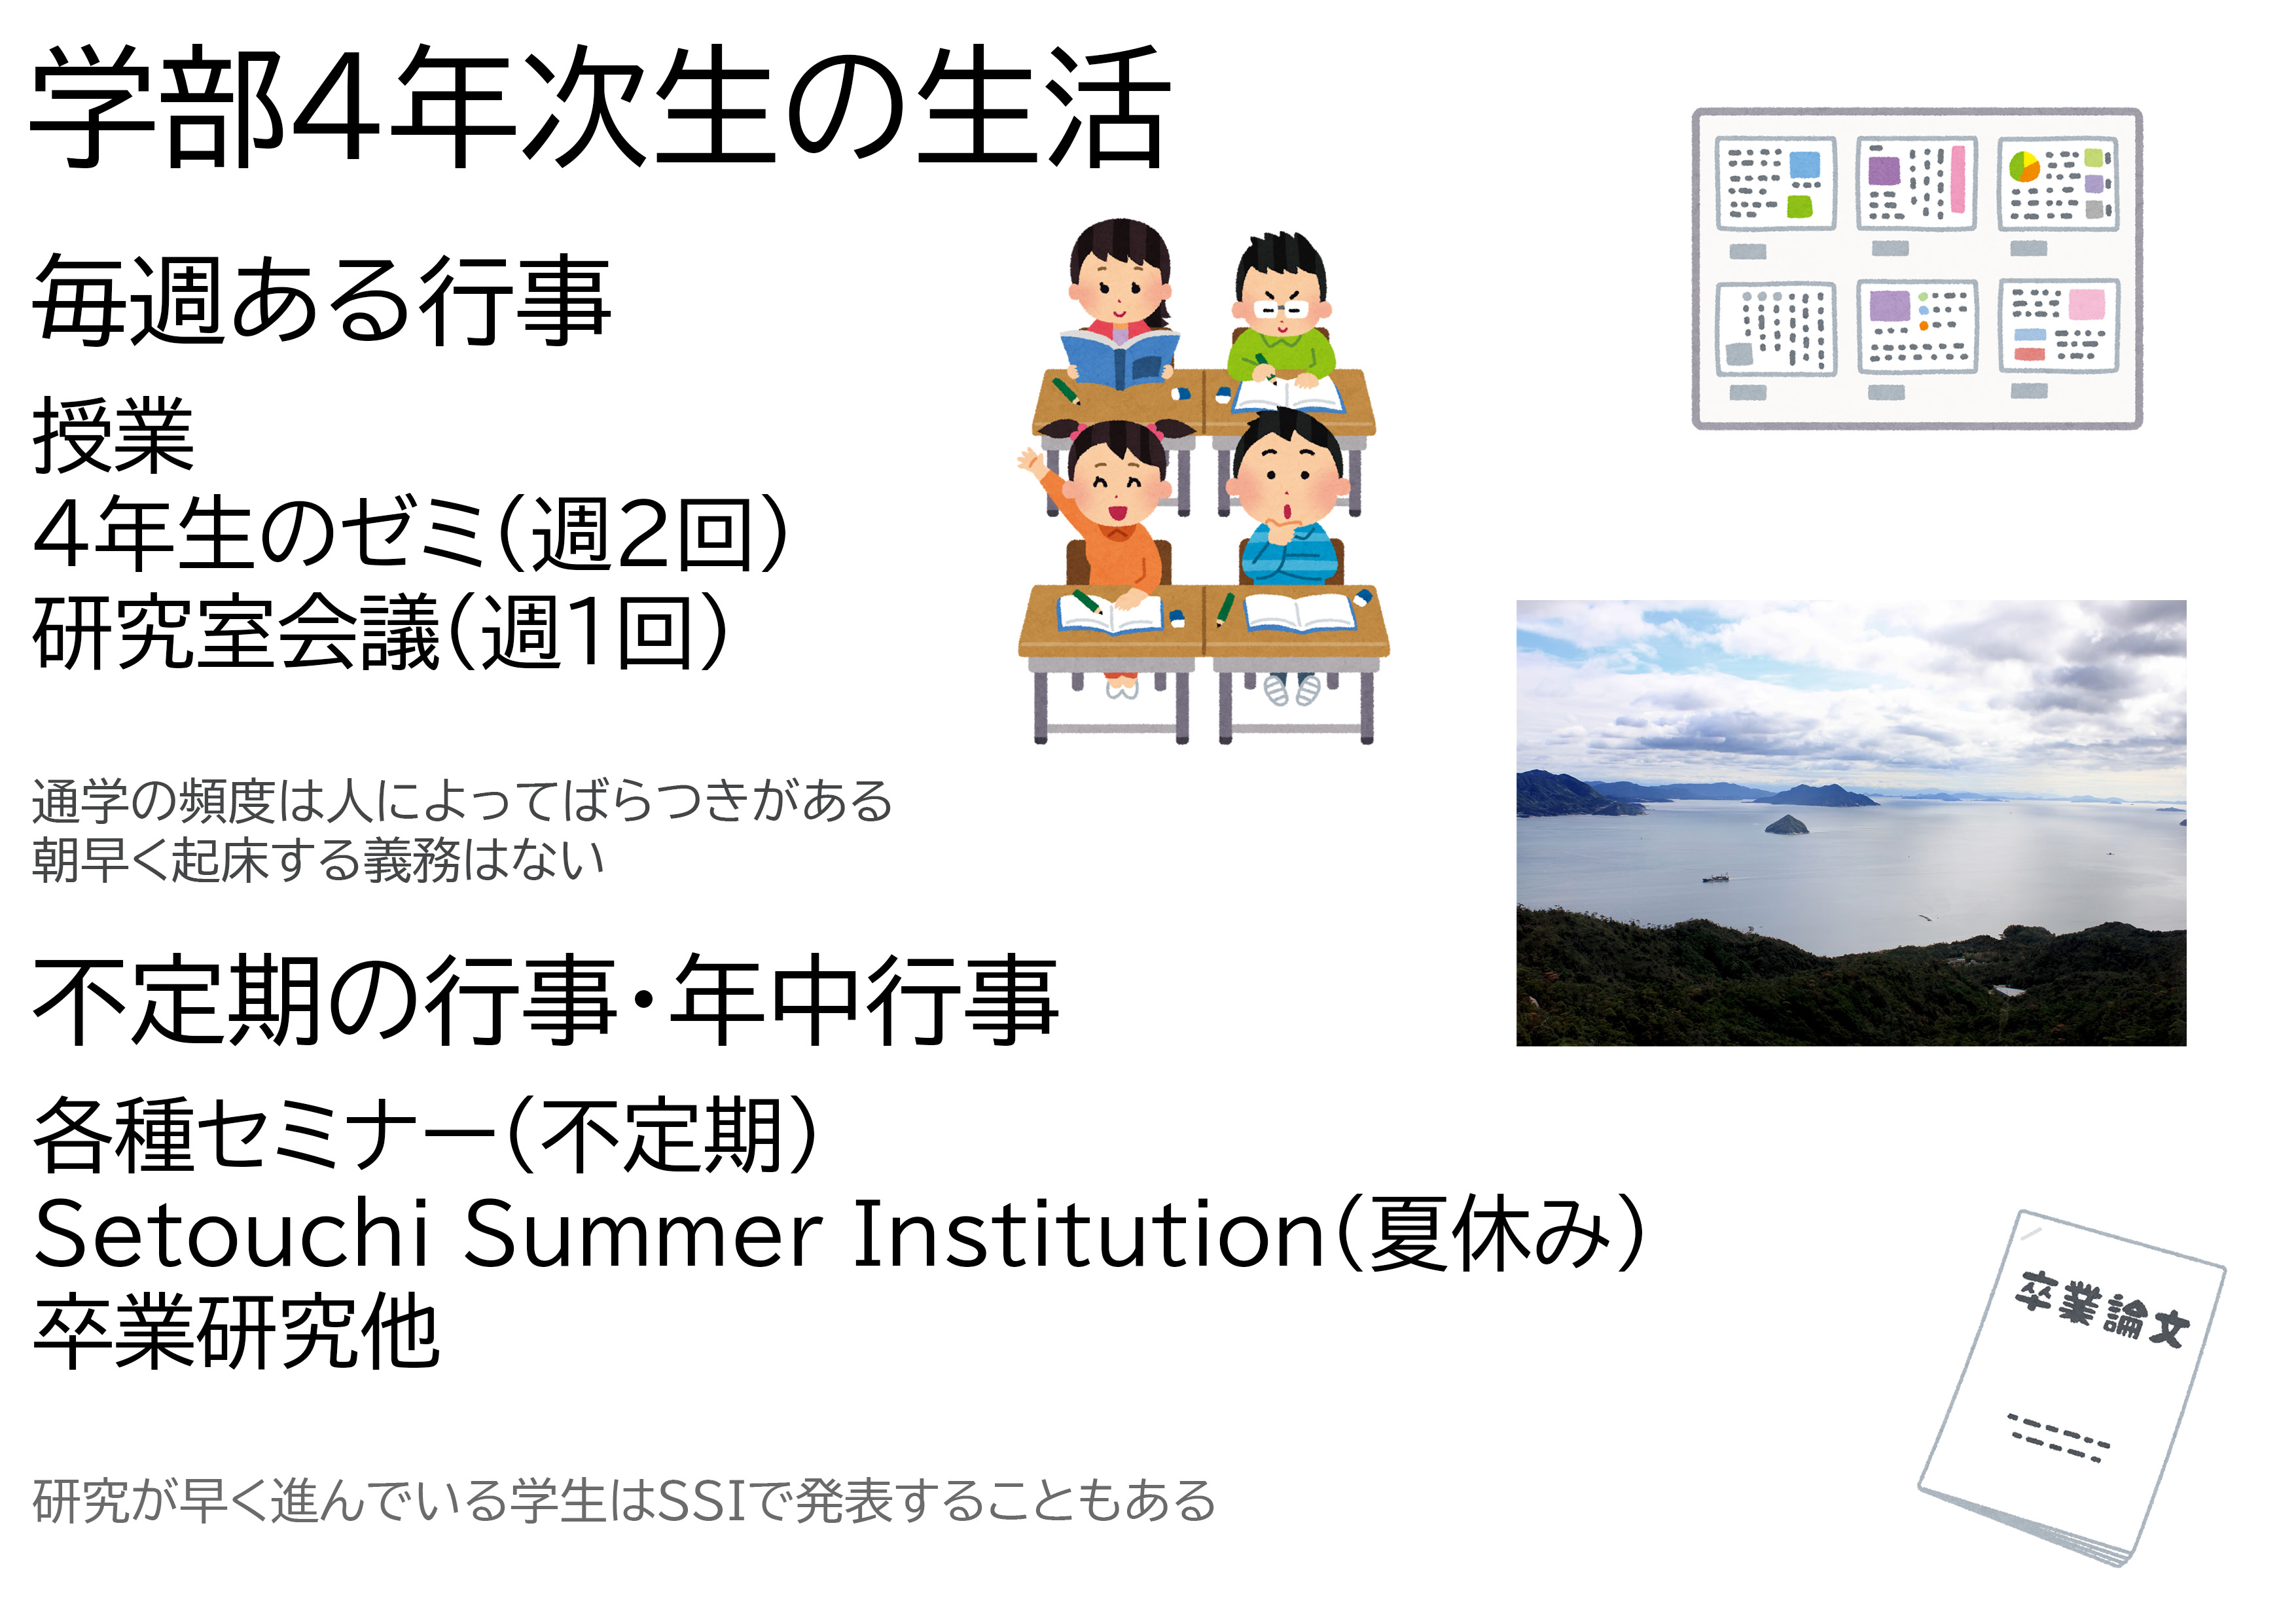 学部4年次生の生活
毎週ある行事
授業
4年生のゼミ(週2回)
研究室会議(週1回)
通学の頻度は人によってばらつきがある
朝早く起床する義務はない
不定期の行事・年中行事
各種セミナー(不定期)
Setouchi Summer Institution(夏休み)
卒業研究他
研究が早く進んでいる学生はSSIで発表することもある
卒業論文